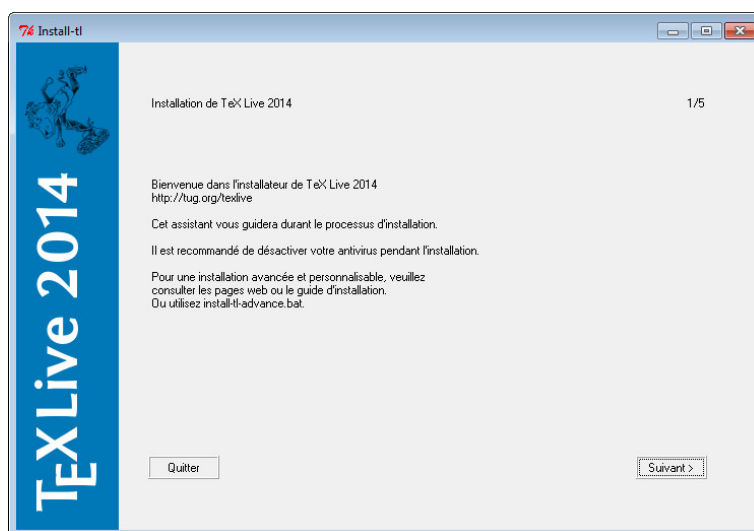 Install-tl
Installation de TeX Live 2014
1/5
Bienvenue dans l'installateur de TeX Live 2014
http://tug.org/texlive
Cet assistant vous guidera durant le processus d'installation.
Il est recommandé de désactiver votre antivirus pendant l'installation.
Pour une installation avancée et personnalisable, veuillez
consulter les pages web ou le guide d'installation.
Ou utilisez install-tl-advance.bat.
Quitter
Suivant >
TEX Live 2014